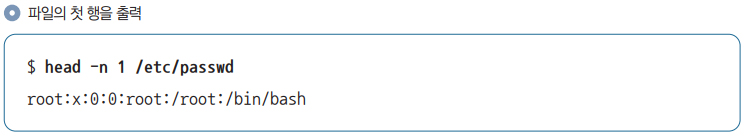 파일의 첫 행을 출력
$ head -n 1 /etc/passwd
root:x:0:0:root:/root:/bin/bash